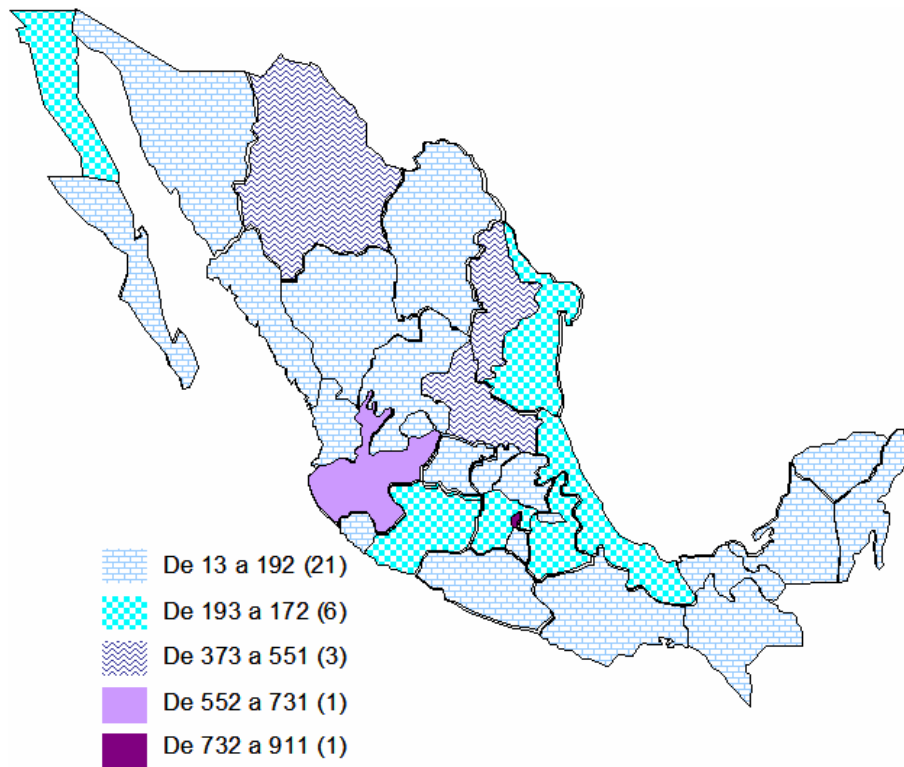 De 13 a 192 (21)
De 193 a 172 (6)
De 373 a 551 (3)
De 552 a 731 (1)
De 732 a 911 (1)